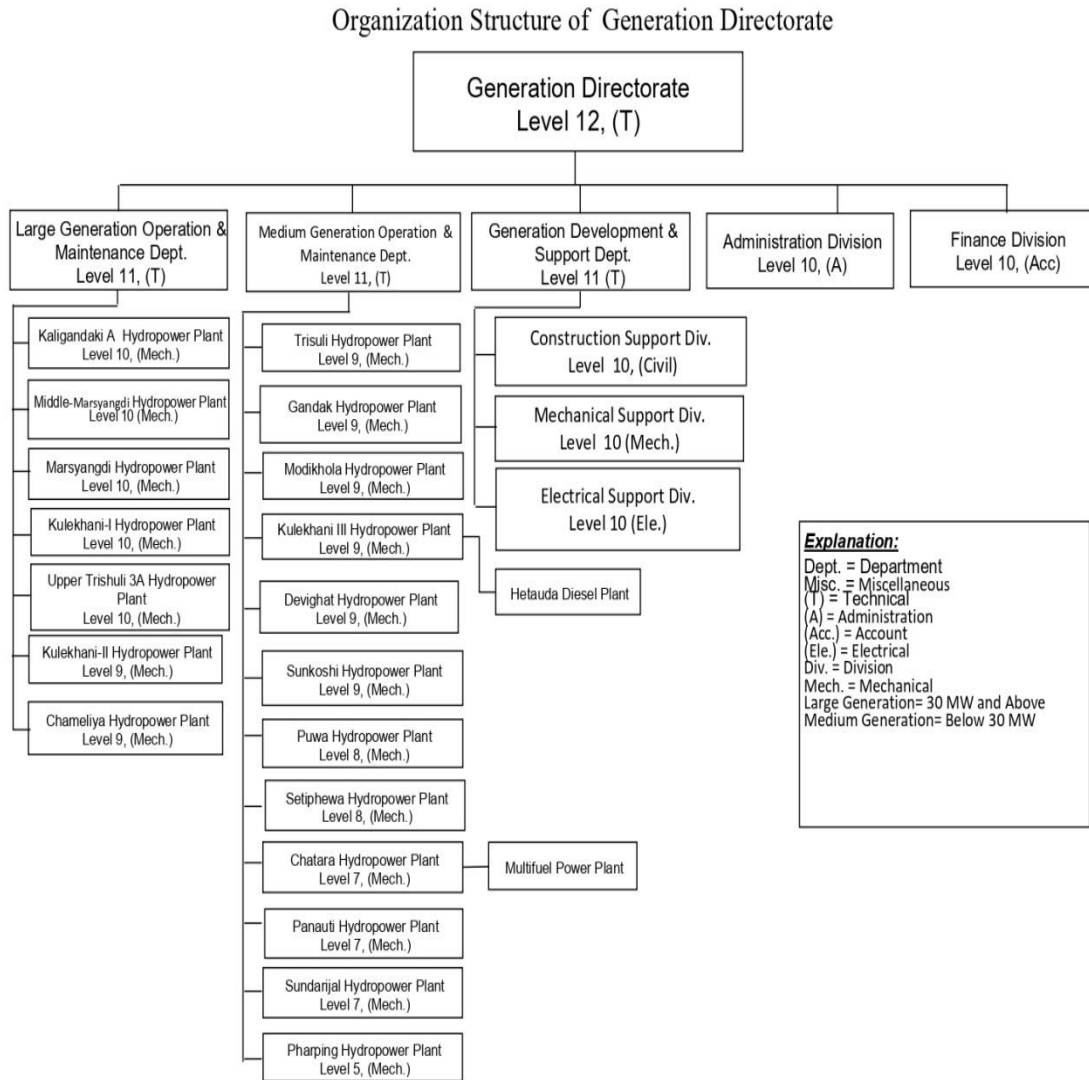 Organization Structure of Generation Directorate
Generation Directorate
Level 12, (T)
Large Generation Operation &
Maintenance Dept.
Level 11, (T)
Kaligandaki A Hydropower Plant
Level 10, (Mech.)
Middle-Marsyangdi Hydropower Plant
Level 10 (Mech.)
Marsyangdi Hydropower Plant
Level 10, (Mech.)
Kulekhani-I Hydropower Plant
Level 10, (Mech.)
Upper Trishuli 3A Hydropower
Plant
Level 10, (Mech.)
Kulekhani-II Hydropower Plant
Level 9, (Mech.)
Chameliya Hydropower Plant
Level 9, (Mech.)
Medium Generation Operation &
Maintenance Dept.
Level 11, (T)
Trisuli Hydropower Plant
Level 9, (Mech.)
Gandak Hydropower Plant
Level 9, (Mech.)
Modikhola Hydropower Plant
Level 9, (Mech.)
Kulekhani III Hydropower Plant
Level 9, (Mech.)
Hetauda Diesel Plant
Devighat Hydropower Plant
Level 9, (Mech.)
Sunkoshi Hydropower Plant
Level 9, (Mech.)
Puwa Hydropower Plant
Level 8, (Mech.)
Setiphewa Hydropower Plant
Level 8, (Mech.)
Chatara Hydropower Plant
Level 7, (Mech.)
Multifuel Power Plant
Panauti Hydropower Plant
Level 7, (Mech.)
Sundarijal Hydropower Plant
Level 7, (Mech.)
Pharping Hydropower Plant
Level 5, (Mech.)
Generation Development &
Support Dept.
Level 11 (T)
Construction Support Div.
Level 10, (Civil)
Mechanical Support Div.
Level 10 (Mech.)
Electrical Support Div.
Level 10 (Ele.)
Administration Division
Level 10, (A)
Finance Division
Level 10, (Acc)
Explanation:
Dept. = Department
Misc. = Miscellaneous
(T) = Technical
(A) = Administration
(Acc.) = Account
(Ele.) = Electrical
Div. = Division
Mech. = Mechanical
Large Generation= 30 MW and Above
Medium Generation= Below 30 MW